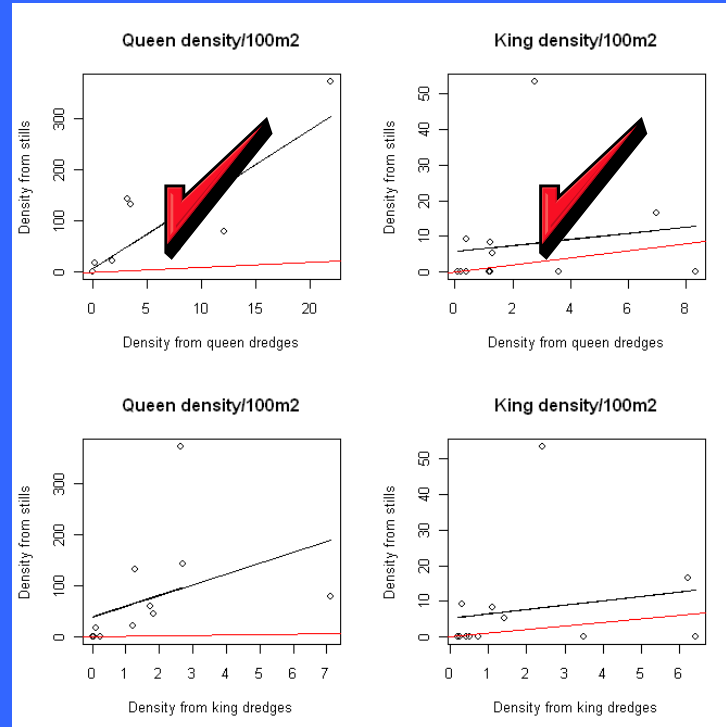 Queen density/100m2
Density from stills
300
200
100
0
0 5 10 15 20
Density from queen dredges
King density/100m2
Density from stills
50
40
30
20
10
0
0 2 4 6 8
Density from queen dredges
Queen density/100m2
Density from stills
300
200
100
0
0 1 2 3 4 5 6 7
Density from king dredges
King density/100m2
Density from stills
50
40
30
20
10
0
0 1 2 3 4 5 6
Density from king dredges